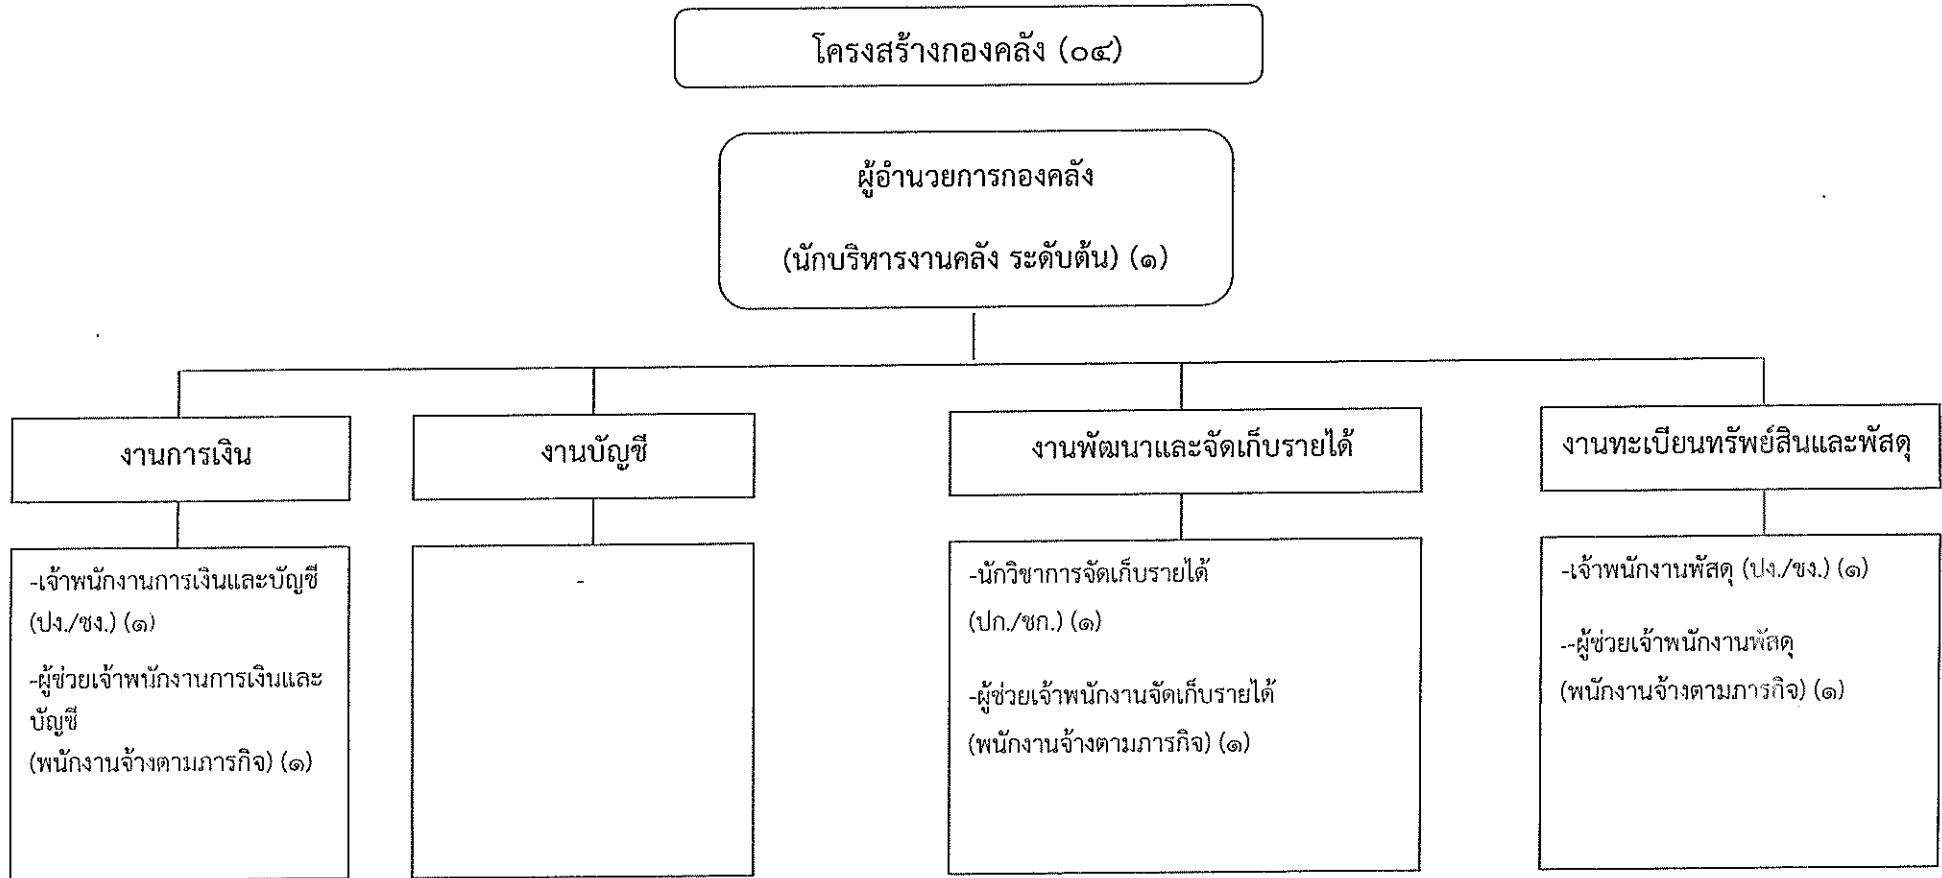 โครงสร้างกองคลัง (๐๔)
ผู้อำนวยการกองคลัง
(นักบริหารงานคลัง ระดับต้น) (๑)
งานการเงิน
งานบัญชี
งานพัฒนาและจัดเก็บรายได้
งานทะเบียนทรัพย์สินและพัสดุ
-เจ้าพนักงานการเงินและบัญชี
(ปง./ชง.) (๑)
-ผู้ช่วยเจ้าพนักงานการเงินและ
บัญชี
(พนักงานจ้างตามภารกิจ) (๑)
-
-นักวิชาการจัดเก็บรายได้
(ปก./ชก.) (๑)
-ผู้ช่วยเจ้าพนักงานจัดเก็บรายได้
(พนักงานจ้างตามภารกิจ) (๑)
-เจ้าพนักงานพัสดุ (ปง./ชง.) (๑)
--ผู้ช่วยเจ้าพนักงานพัสดุ
(พนักงานจ้างตามภารกิจ) (๑)